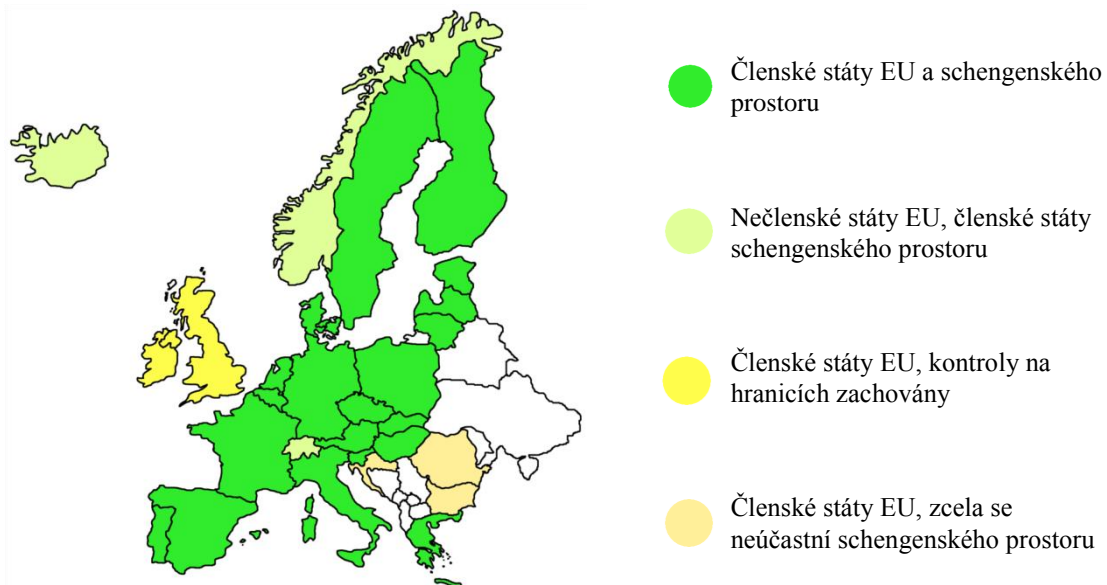 Členské státy EU a schengenského
prostoru
Nečlenské státy EU, členské státy
schengenského prostoru
Členské státy EU, kontroly na
hranicích zachovány
Členské státy EU, zcela se
neúčastní schengenského prostoru